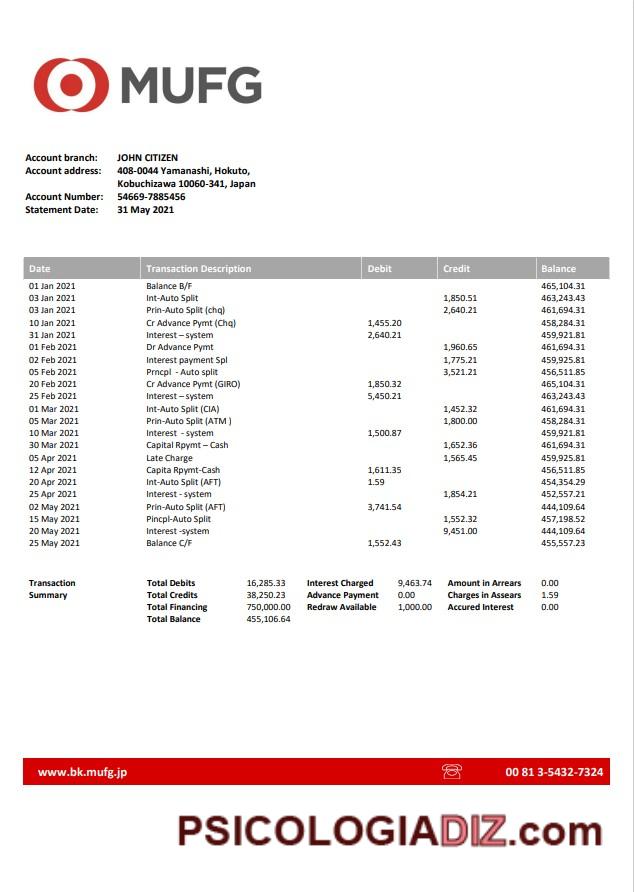 MUFG
Account branch: JOHN CITIZEN
Account address: 408-0044 Yamanashi, Hokuto,
Kobuchizawa 10060-341, Japan
Account Number: 54669-7885456
Statement Date: 31 May 2021
Date Transaction Description Debit Credit Balance
01 Jan 2021 Balance B/F 465,104.31
03 Jan 2021 Int-Auto Split 1,850.51 463,243.43
03 Jan 2021 Prin-Auto Split (chq) 2,640.21 461,694.31
10 Jan 2021 Cr Advance Pymt (Chq) 1,455.20 458,284.31
31 Jan 2021 Interest – system 2,640.21 459,921.81
01 Feb 2021 Dr Advance Pymt 1,960.65 461,694.31
02 Feb 2021 Interest payment Spl 1,775.21 459,925.81
05 Feb 2021 Prncpl - Auto split 3,521.21 456,511.85
20 Feb 2021 Cr Advance Pymt (GIRO) 1,850.32 465,104.31
25 Feb 2021 Interest – system 5,450.21 463,243.43
01 Mar 2021 Int-Auto Split (CIA) 1,452.32 461,694.31
05 Mar 2021 Prin-Auto Split (ATM ) 1,800.00 458,284.31
10 Mar 2021 Interest - system 1,500.87 459,921.81
30 Mar 2021 Capital Rpymt – Cash 1,652.36 461,694.31
05 Apr 2021 Late Charge 1,565.45 459,925.81
12 Apr 2021 Capita Rpymt-Cash 1,611.35 456,511.85
20 Apr 2021 Int-Auto Split (AFT) 1.59 454,354.29
25 Apr 2021 Interest - system 1,854.21 452,557.21
02 May 2021 Prin-Auto Split (AFT) 3,741.54 444,109.64
15 May 2021 Pincpl-Auto Split 1,552.32 457,198.52
20 May 2021 Interest -system 9,451.00 444,109.64
25 May 2021 Balance C/F 1,552.43 455,557.23
Transaction Total Debits 16,285.33 Interest Charged 9,463.74 Amount in Arrears 0.00
Summary Total Credits 38,250.23 Advance Payment 0.00 Charges in Assears 1.59
Total Financing 750,000.00 Redraw Available 1,000.00 Accured Interest 0.00
Total Balance 455,106.64
www.bk.mufg.jp 00 81 3-5432-7324
PSICOLOGIADIZ.com